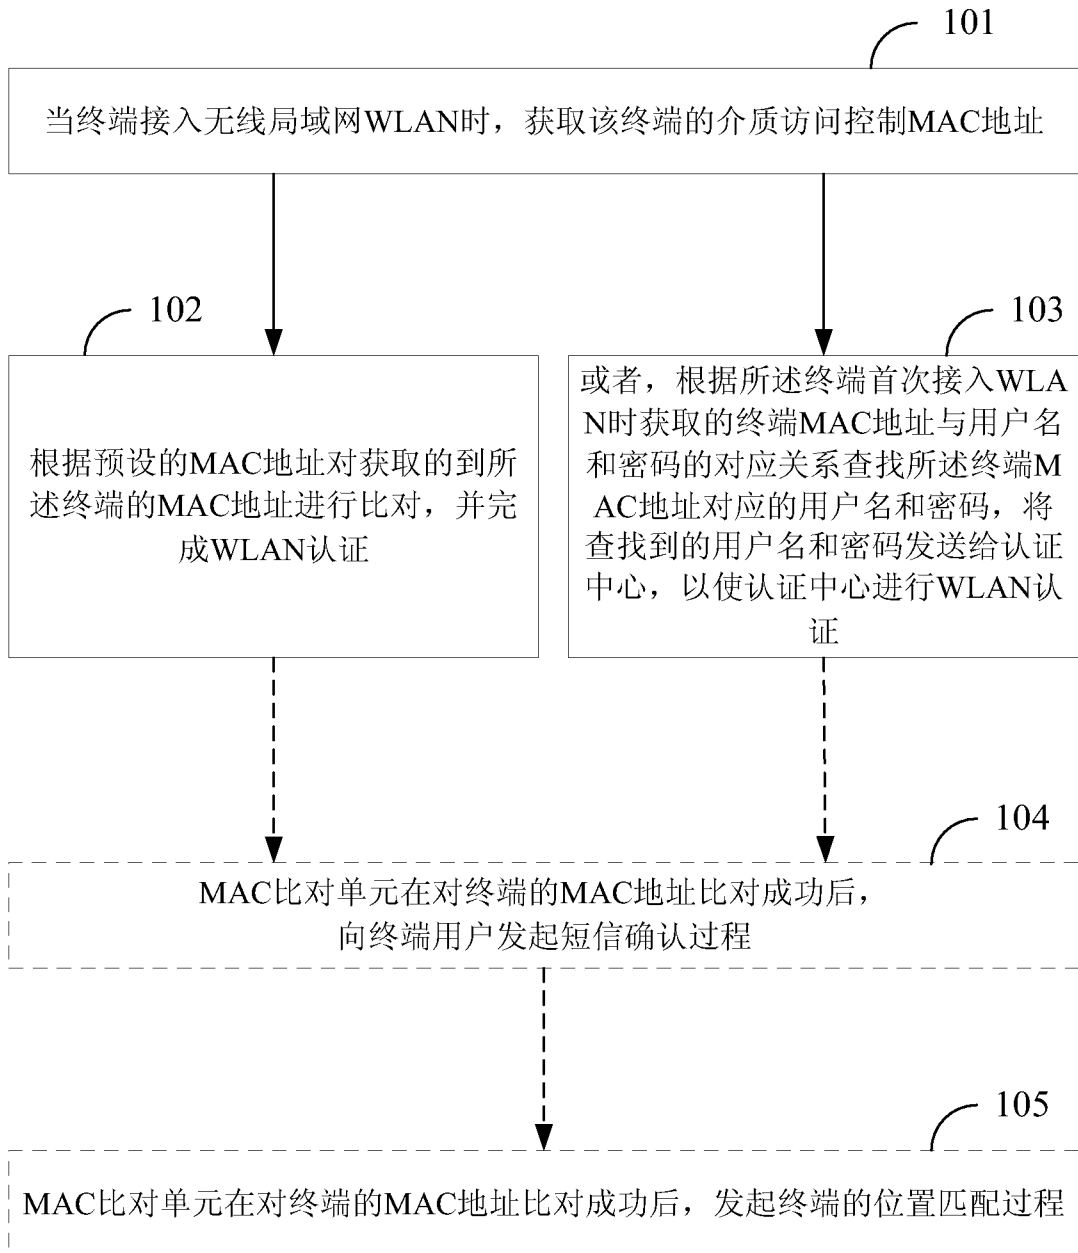 101
当终端接入无线局域网WLAN时，获取该终端的介质访问控制MAC地址
102
根据预设的MAC地址对获取的到所
述终端的MAC地址进行比对，并完
成WLAN认证
103
或者，根据所述终端首次接入WLA
N时获取的终端MAC地址与用户名
和密码的对应关系查找所述终端M
AC地址对应的用户名和密码，将
查找到的用户名和密码发送给认证
中心，以使认证中心进行WLAN认
证
104
MAC比对单元在对终端的MAC地址比对成功后，
向终端用户发起短信确认过程
105
MAC比对单元在对终端的MAC地址比对成功后，发起终端的位置匹配过程